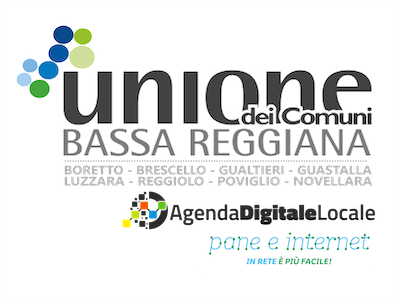 unione
dei Comuni
BASSA REGGIANA
BORETTO - BRESCELLO - GUALTIERI - GUASTALLA
LUZZARA - REGGIOLO - POVIGLIO - NOVELLARA
AgendaDigitaleLocale
pane e internet
IN RETE È PIÙ FACILE!